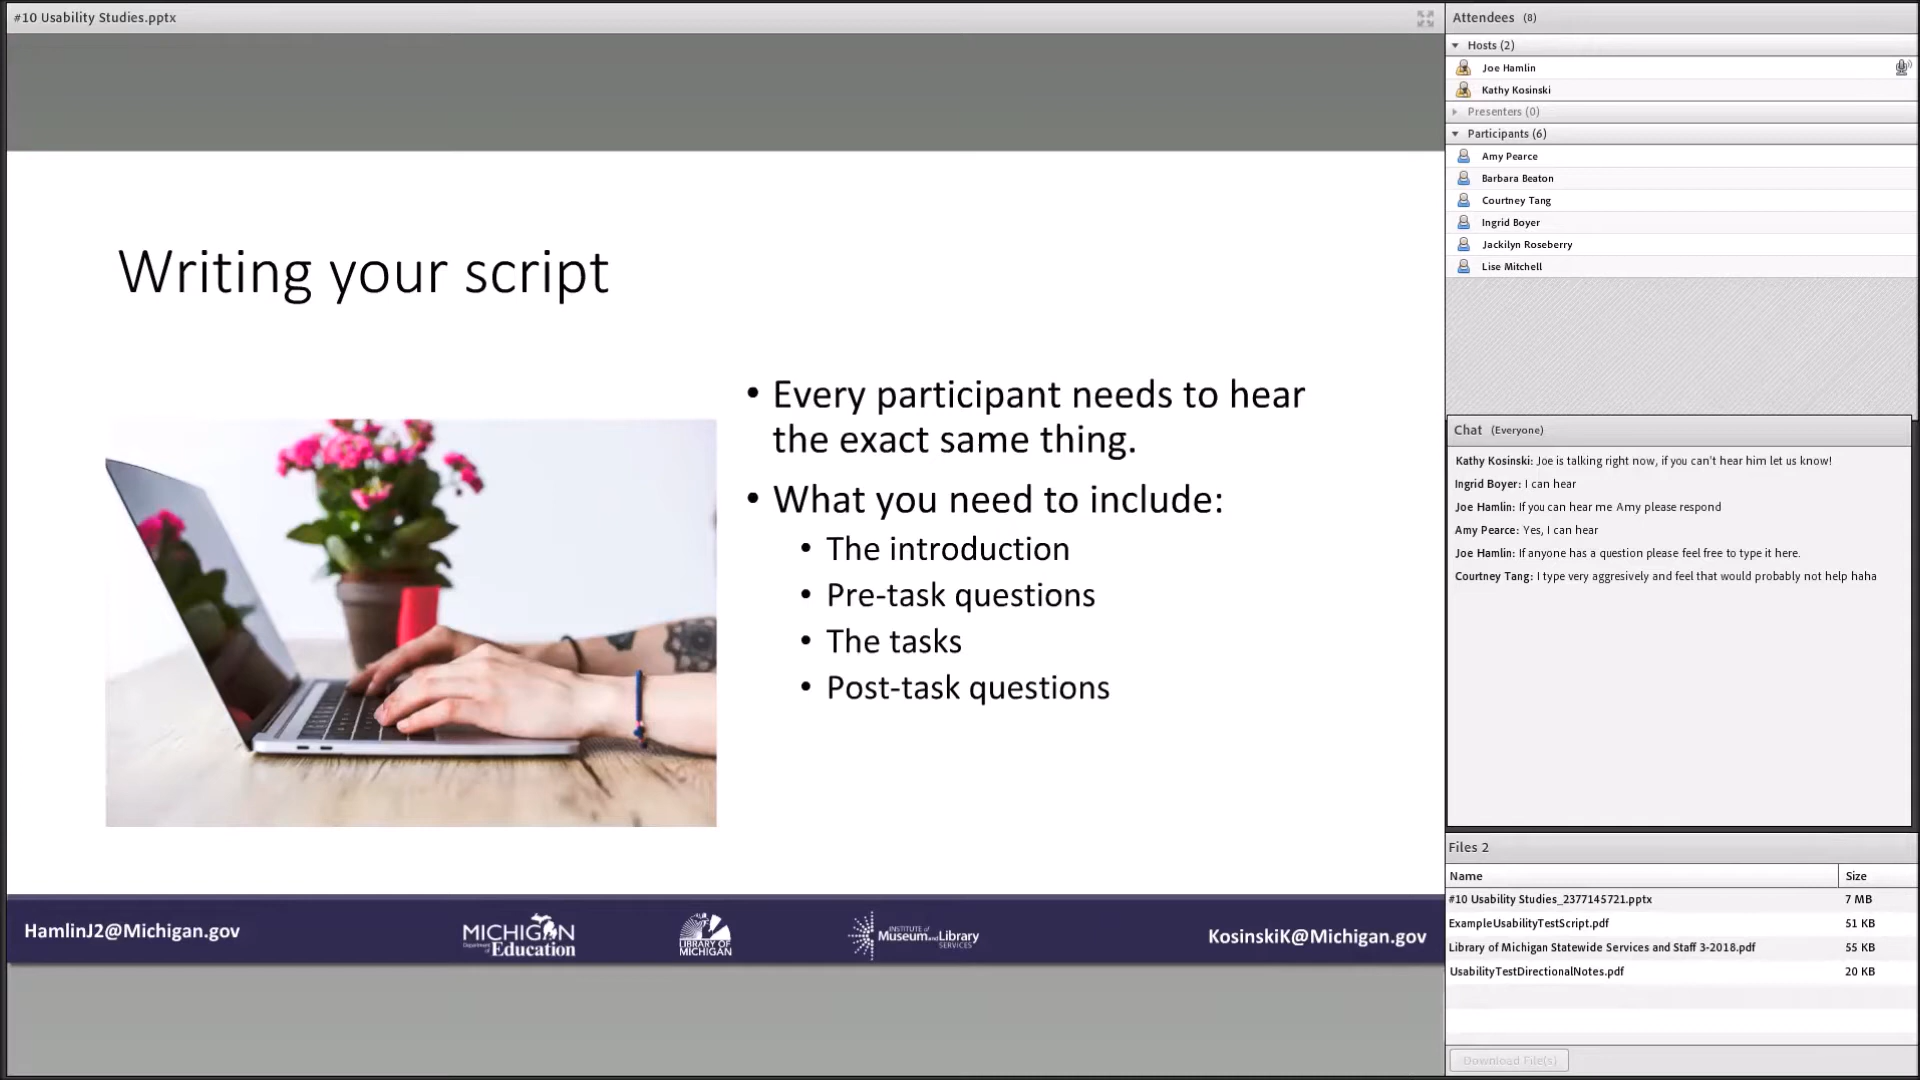 #10 Usability Studies.pptx
Writing your script
• Every participant needs to hear
the exact same thing.
• What you need to include:
• The introduction
• Pre-task questions
• The tasks
• Post-task questions
HamlinJ2@Michigan.gov
MICHIGAN
Department of
Education
LIBRARY OF
MICHIGAN
INSTITUTE of
Museum and Library
SERVICES
KosinskiK@Michigan.gov
Attendees (8)
Hosts (2)
Joe Hamlin
Kathy Kosinski
Presenters (0)
Participants (6)
Amy Pearce
Barbara Beaton
Courtney Tang
Ingrid Boyer
Jackilyn Roseberry
Lise Mitchell
Chat (Everyone)
Kathy Kosinski: Joe is talking right now, if you can't hear him let us know!
Ingrid Boyer: I can hear
Joe Hamlin: If you can hear me Amy please respond
Amy Pearce: Yes, I can hear
Joe Hamlin: If anyone has a question please feel free to type it here.
Courtney Tang: I type very aggresively and feel that would probably not help haha
Files 2
Name Size
#10 Usability Studies_2377145721.pptx 7 MB
ExampleUsabilityTestScript.pdf 51 KB
Library of Michigan Statewide Services and Staff 3-2018.pdf 55 KB
UsabilityTestDirectionalNotes.pdf 20 KB
Download File(s)